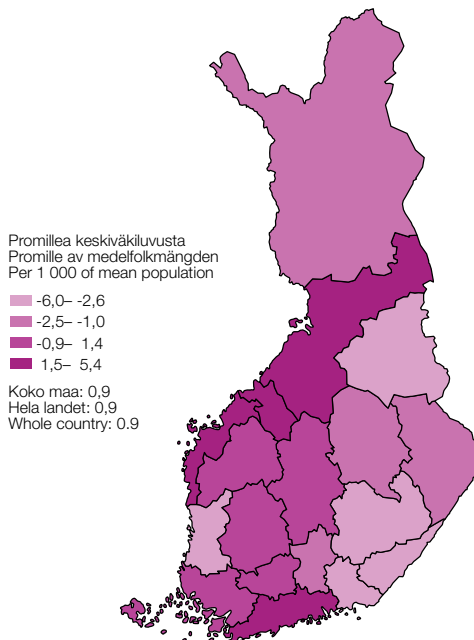 Promillea keskiväkiluvusta
Promille av medelfolkmängden
Per 1 000 of mean population
-6,0– -2,6
-2,5– -1,0
-0,9– 1,4
1,5– 5,4
Koko maa: 0,9
Hela landet: 0,9
Whole country: 0.9